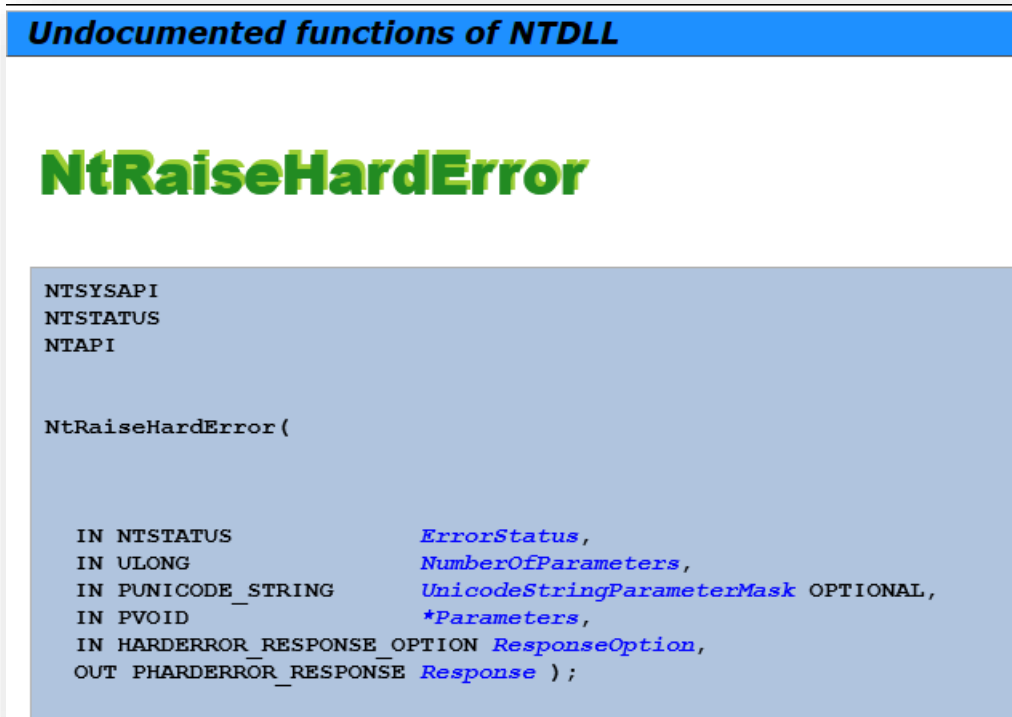 Undocumented functions of NTDLL
NtRaiseHardError
NTSYSAPI
NTSTATUS
NTAPI
NtRaiseHardError(
IN NTSTATUS ErrorStatus,
IN ULONG NumberOfParameters,
IN PUNICODE_STRING UnicodeStringParameterMask OPTIONAL,
IN PVOID *Parameters,
IN HARDERROR_RESPONSE_OPTION ResponseOption,
OUT PHARDERROR_RESPONSE Response );